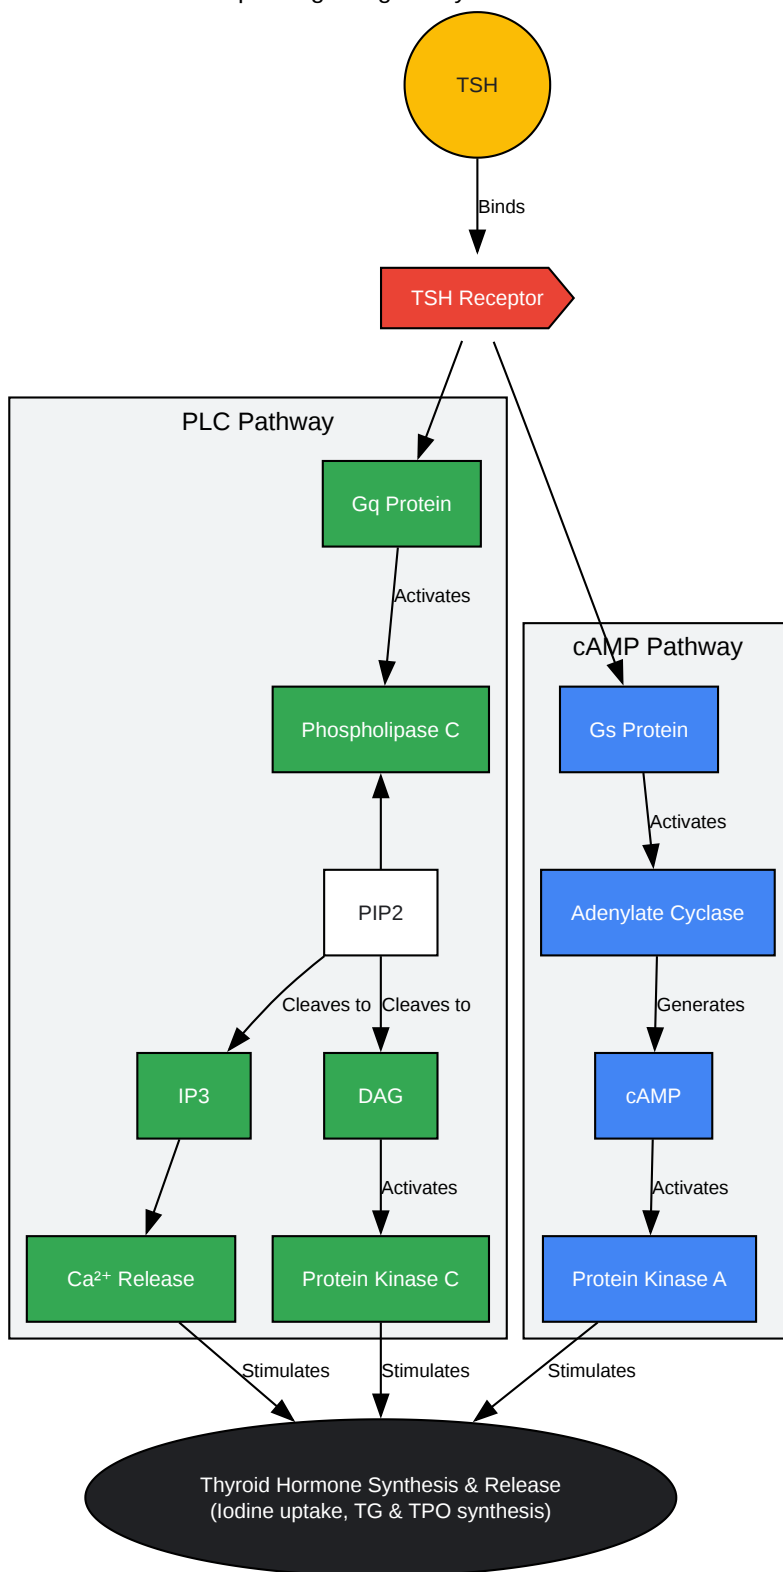 TSH
Binds
TSH Receptor
PLC Pathway
Gq Protein
Activates
cAMP Pathway
Phospholipase C
Gs Protein
Activates
PIP2
Adenylate Cyclase
Cleaves to
Cleaves to
Generates
IP3
DAG
cAMP
Activates
Activates
Ca²⁺ Release
Protein Kinase C
Protein Kinase A
Stimulates
Stimulates
Stimulates
Thyroid Hormone Synthesis & Release
(Iodine uptake, TG & TPO synthesis)